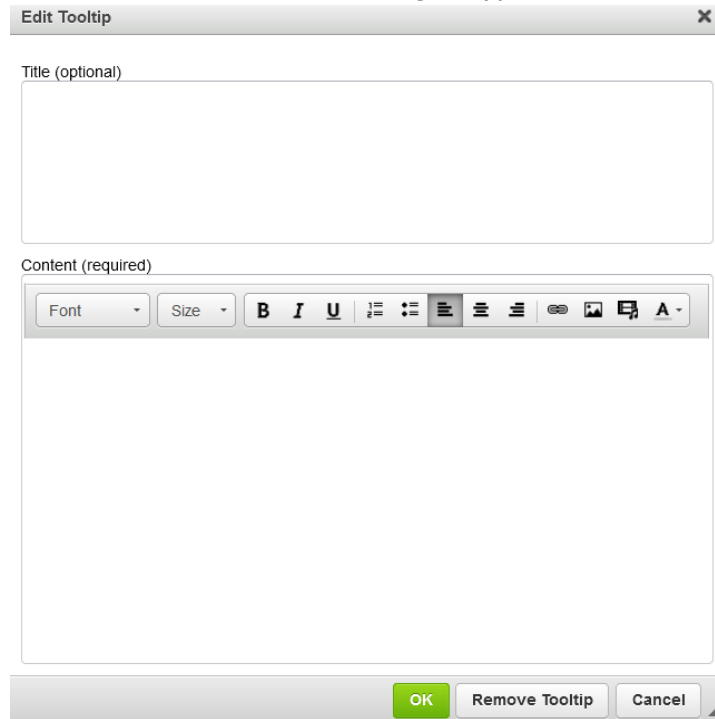 Edit Tooltip
Title (optional)
Content (required)
Font Size B I U A
OK Remove Tooltip Cancel